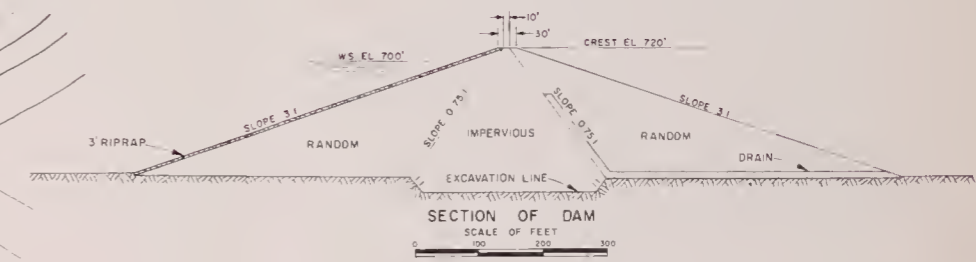 10'
30'
WS EL 700'
CREST EL 720'
SLOPE 3:1
SLOPE 0.75:1
SLOPE 0.75:1
SLOPE 3:1
3' RIPRAP
RANDOM
IMPERVIOUS
RANDOM
DRAIN
EXCAVATION LINE
SECTION OF DAM
SCALE OF FEET
0 100 200 300